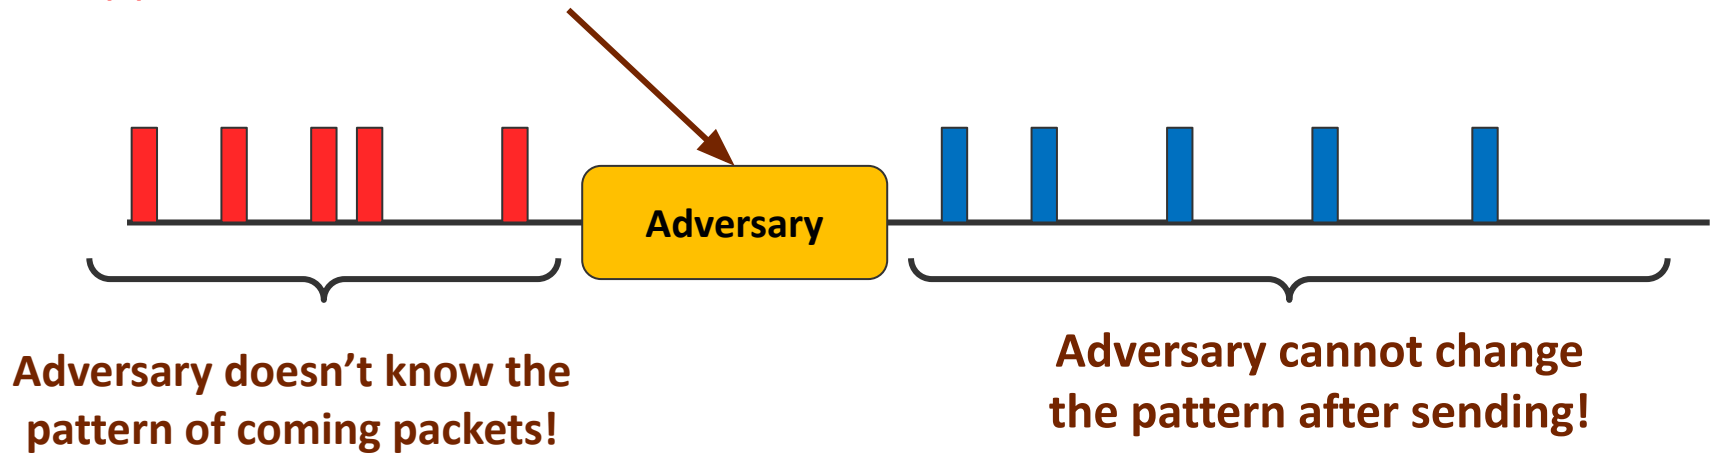 Adversary
Adversary doesn’t know the
pattern of coming packets!
Adversary cannot change
the pattern after sending!